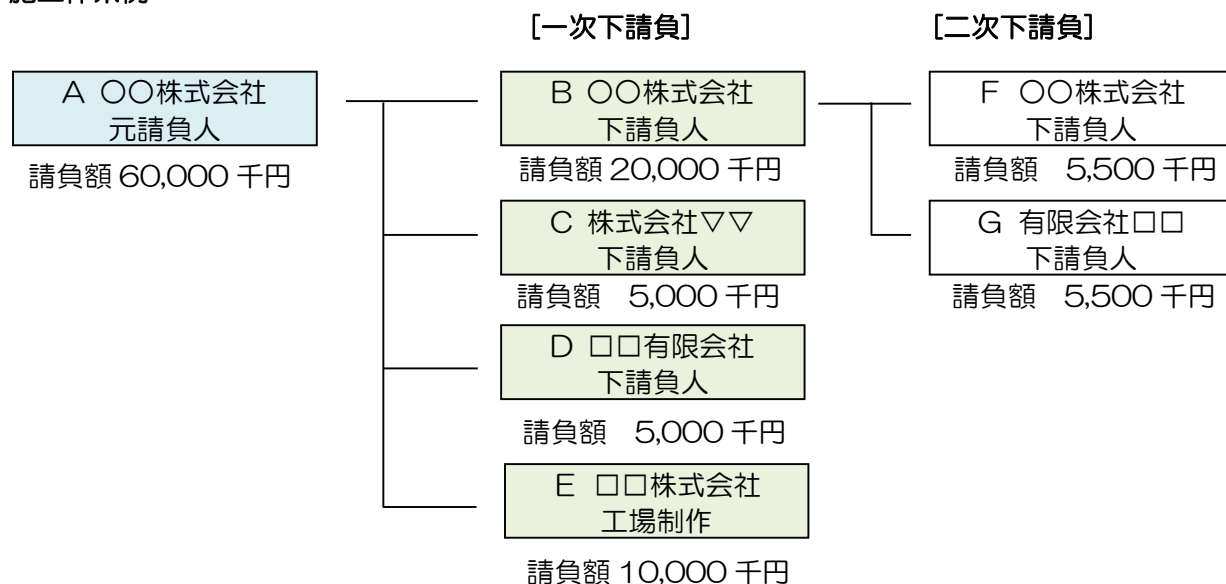 [一次下請負]
[二次下請負]
A 〇〇株式会社
元請負人
請負額 60,000 千円
B 〇〇株式会社
下請負人
請負額 20,000 千円
C 株式会社▽▽
下請負人
請負額 5,000 千円
D □□有限会社
下請負人
請負額 5,000 千円
E □□株式会社
工場制作
請負額 10,000 千円
F 〇〇株式会社
下請負人
請負額 5,500 千円
G 有限会社□□
下請負人
請負額 5,500 千円